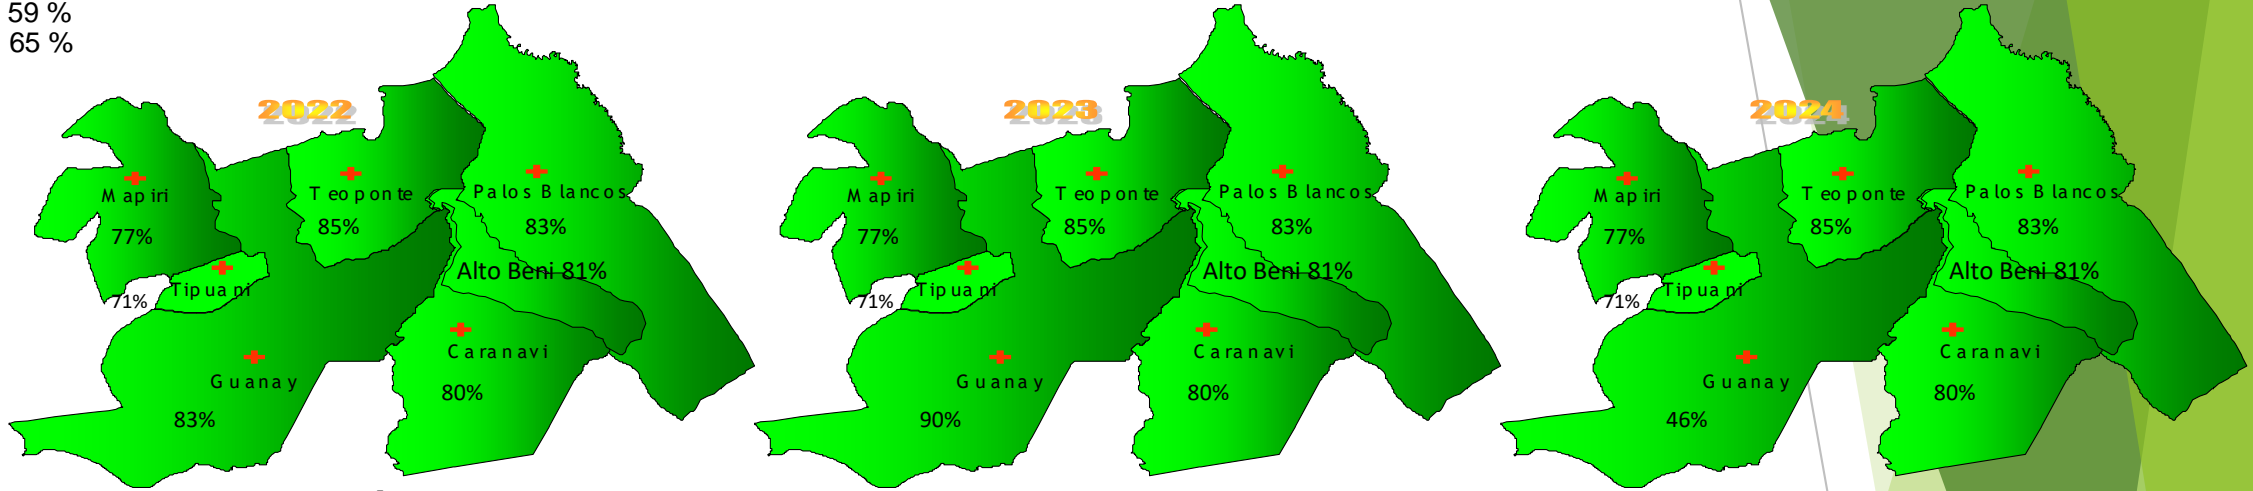 59 %
65 %
2022
Mapiri
77%
Teoponte
85%
Palos Blancos
83%
Alto Beni 81%
Tipuani
71%
Caranavi
80%
Guanay
83%
2023
Mapiri
77%
Teoponte
85%
Palos Blancos
83%
Alto Beni 81%
Tipuani
71%
Caranavi
80%
Guanay
90%
2024
Mapiri
77%
Teoponte
85%
Palos Blancos
83%
Alto Beni 81%
Tipuani
71%
Caranavi
80%
Guanay
46%